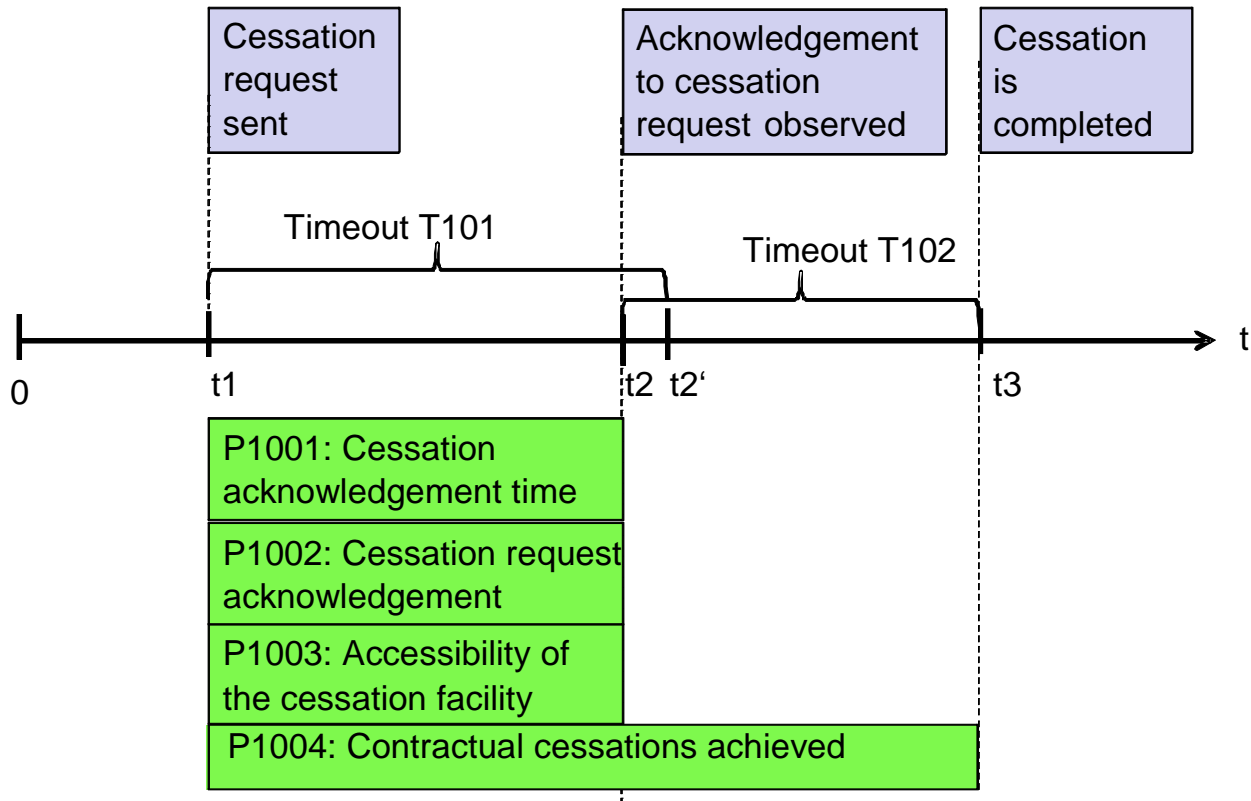 Cessation
request
sent
Acknowledgement
to cessation
request observed
Cessation
is
completed
Timeout T101
Timeout T102
t
0
t1
t2
t2‘
t3
P1001: Cessation
acknowledgement time
P1002: Cessation request
acknowledgement
P1003: Accessibility of
the cessation facility
P1004: Contractual cessations achieved